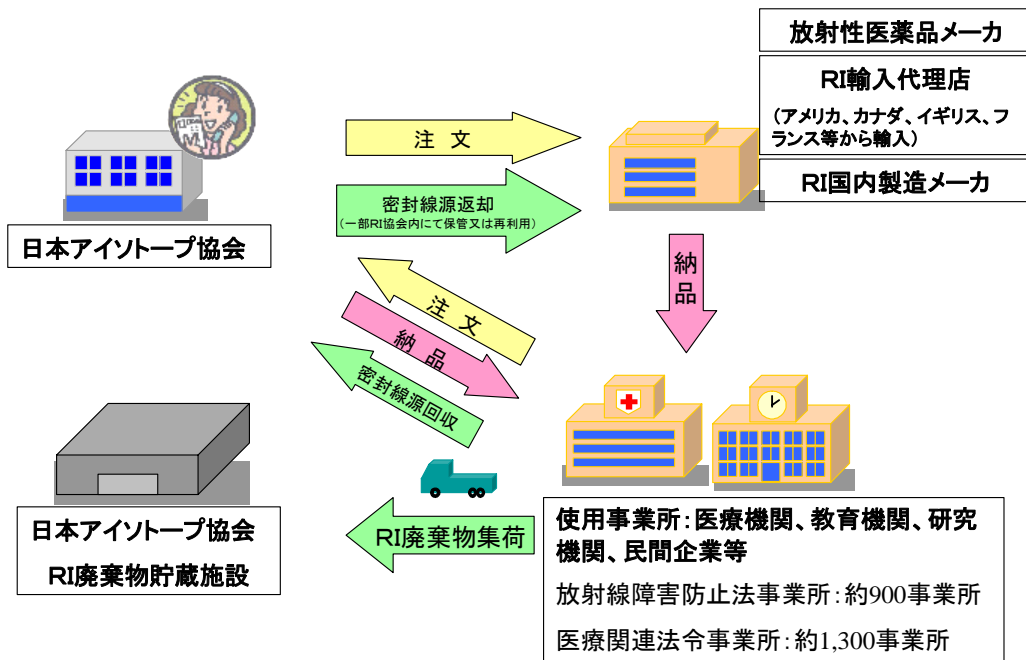 放射性医薬品メーカ
RI輸入代理店
（アメリカ、カナダ、イギリス、フ
ランス等から輸入）
RI国内製造メーカ
注 文
密封線源返却
（一部RI協会内にて保管又は再利用）
日本アイソトープ協会
納
品
注 文
納 品
密封線源回収
RI廃棄物集荷
日本アイソトープ協会
RI廃棄物貯蔵施設
使用事業所：医療機関、教育機関、研究
機関、民間企業等
放射線障害防止法事業所：約900事業所
医療関連法令事業所：約1,300事業所